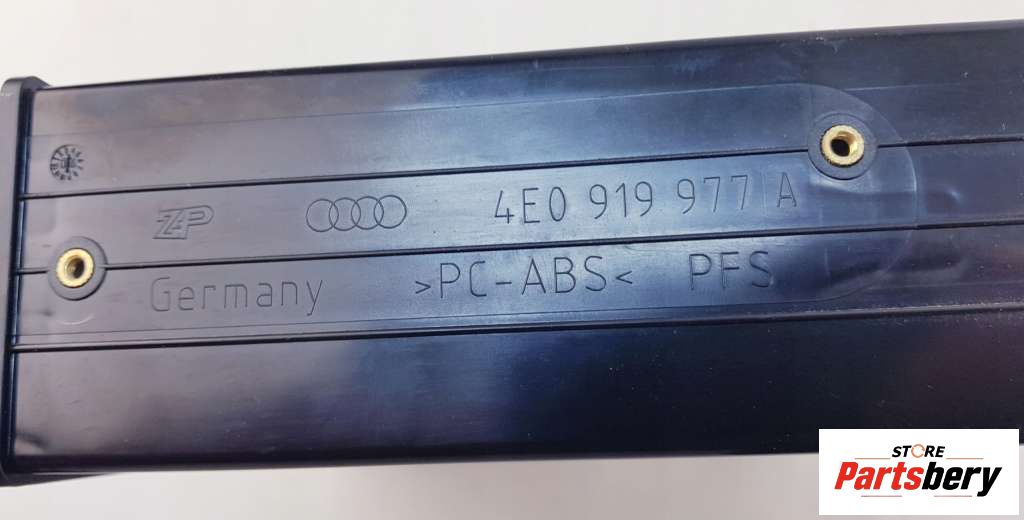 ZP 4E0 919 977 A
Germany >PC-ABS< PFS
STORE
Partsbery